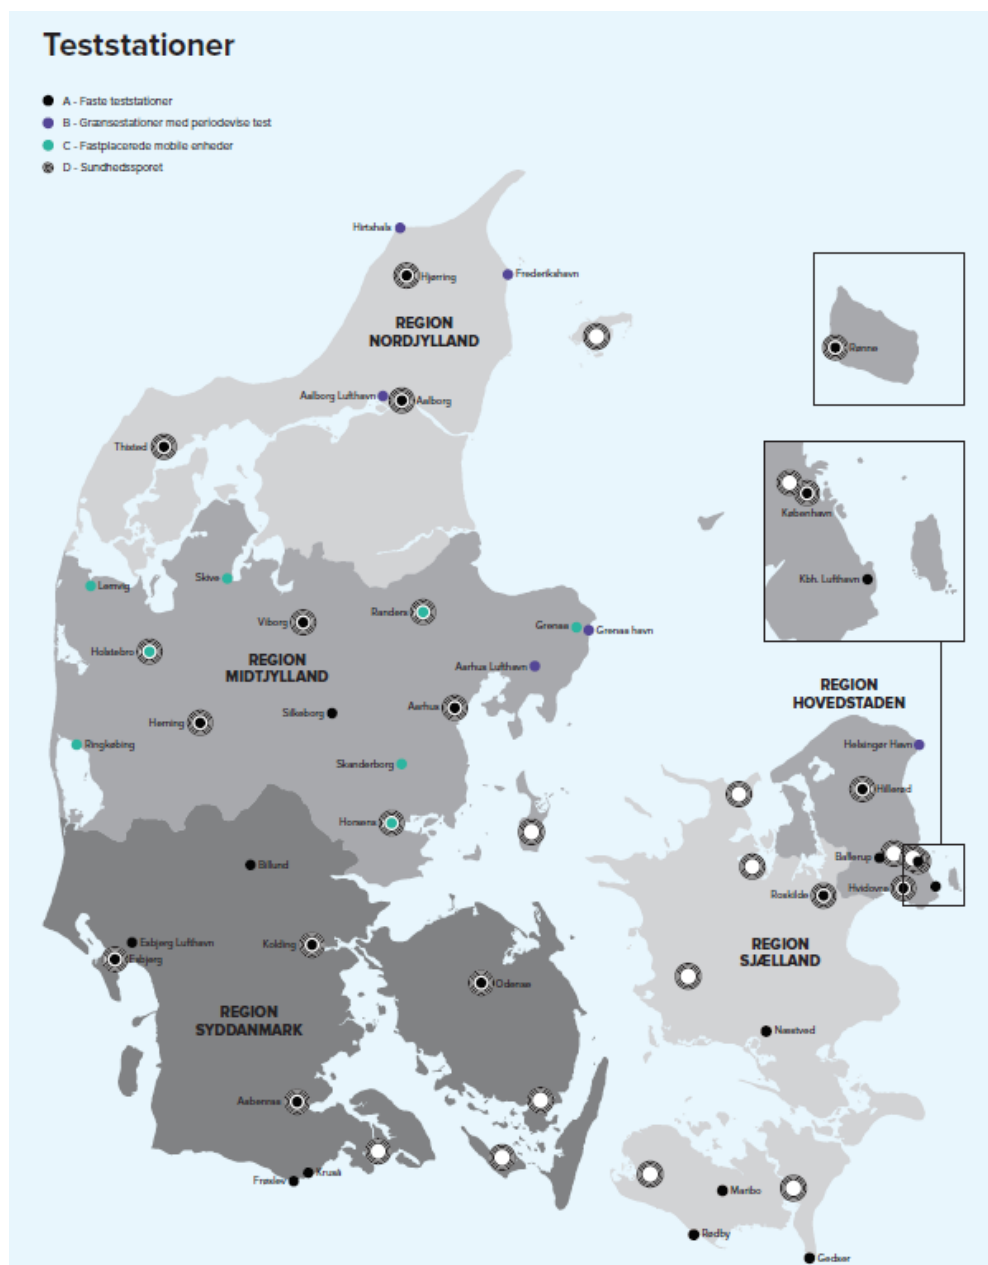 Teststationer
A - Faste teststationer
B - Grænsestationer med periodevise test
C - Fastplacerede mobile enheder
D - Sundhedssporet
Hirtshals
Hjørring
Frederikshavn
REGION
NORDJYLLAND
Rønne
Aalborg Lufthavn
Aalborg
Thisted
København
Kbh. Lufthavn
Skive
Lemvig
Randers
Viborg
Grenaa
Grenaa havn
Holstebro
REGION
MIDTJYLLAND
Aarhus Lufthavn
REGION
HOVEDSTADEN
Aarhus
Silkeborg
Herning
Ringkøbing
Helsingør Havn
Skanderborg
Hillerød
Horsens
Ballerup
Billund
Hvidovre
Roskilde
Esbjerg Lufthavn
Kolding
REGION
SJÆLLAND
Esbjerg
Odense
REGION
SYDDANMARK
Næstved
Aabenraa
Kruså
Frøslev
Maribo
Rødby
Gedser